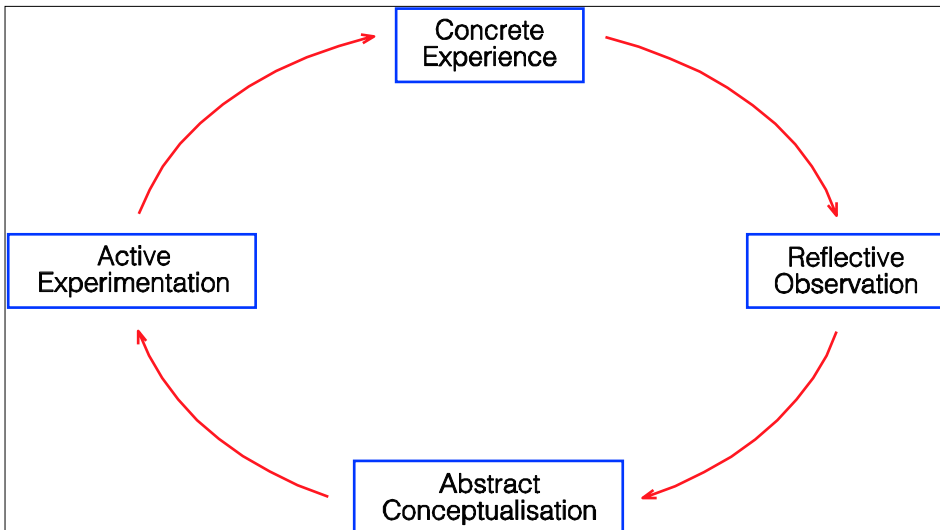 Concrete
Experience
Active
Experimentation
Reflective
Observation
Abstract
Conceptualisation